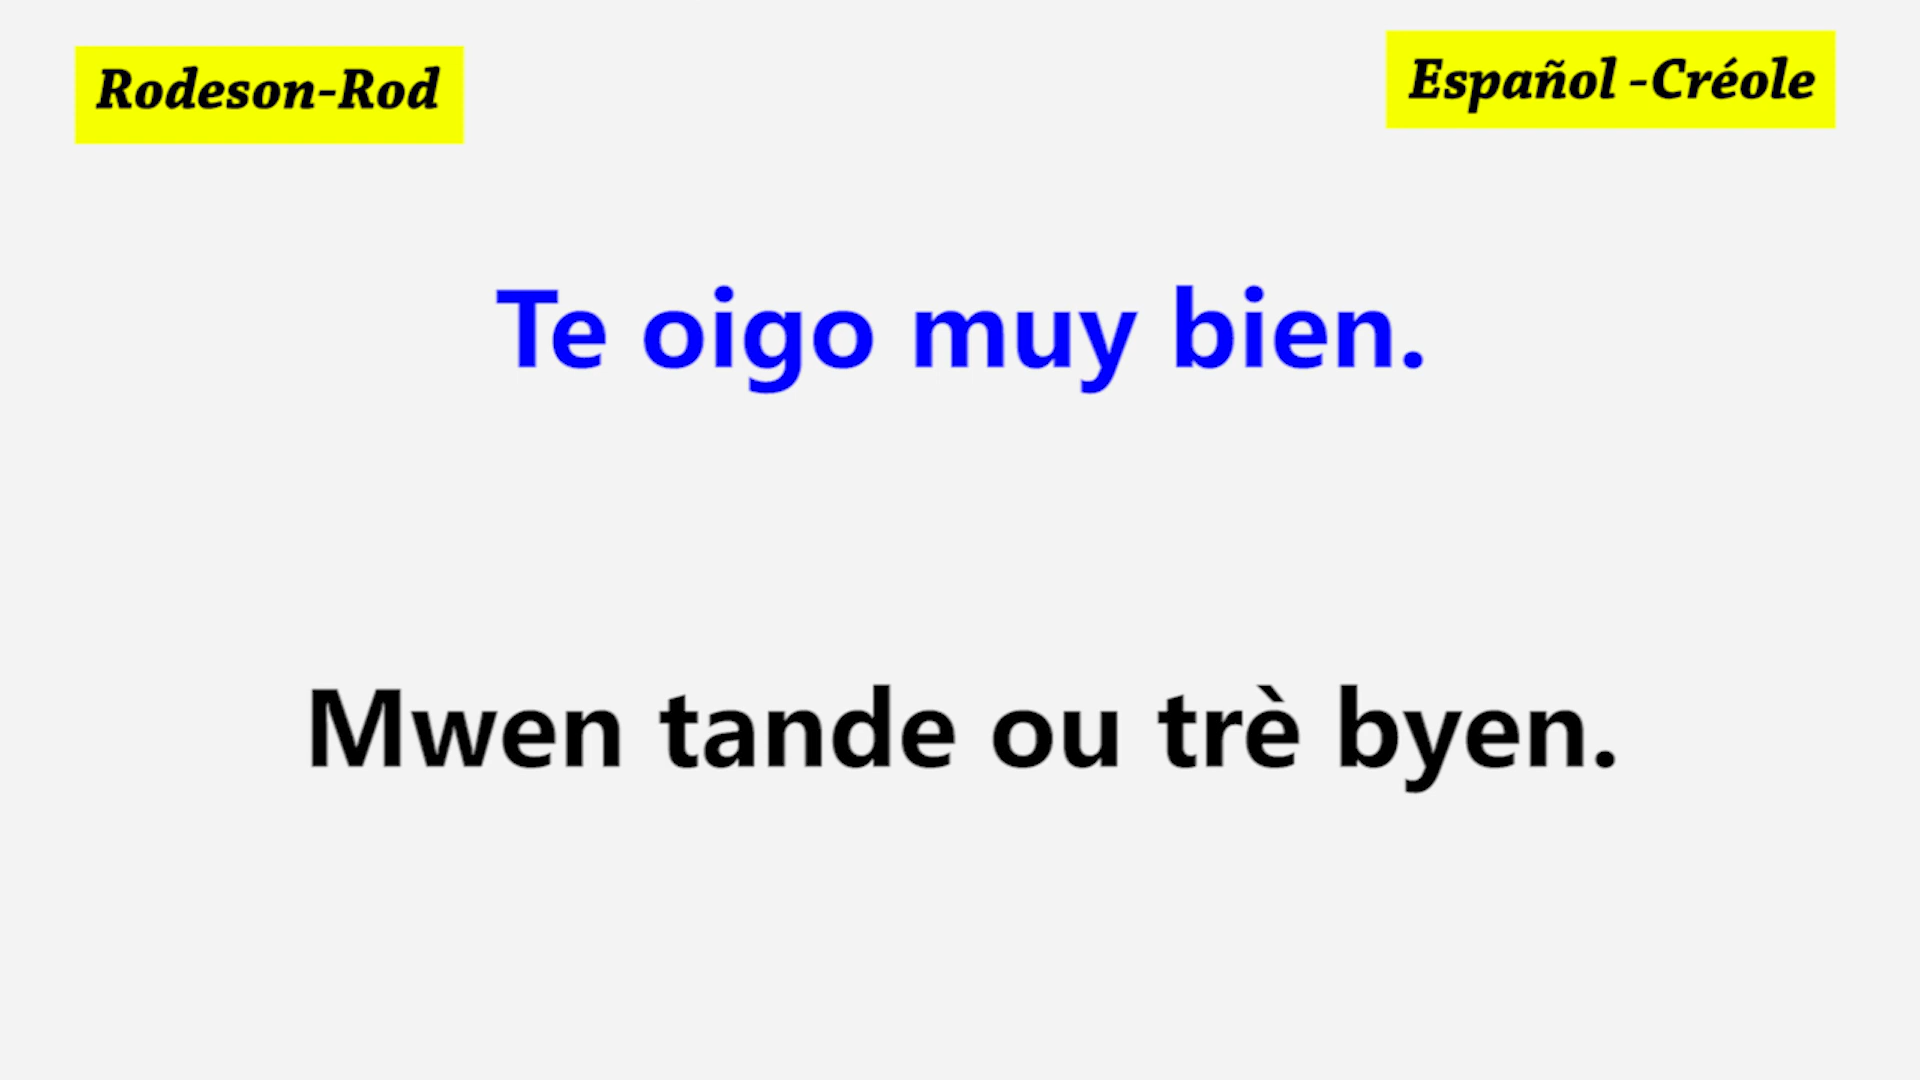 Rodeson-Rod
Español -Créole
Te oigo muy bien.
Mwen tande ou trè byen.